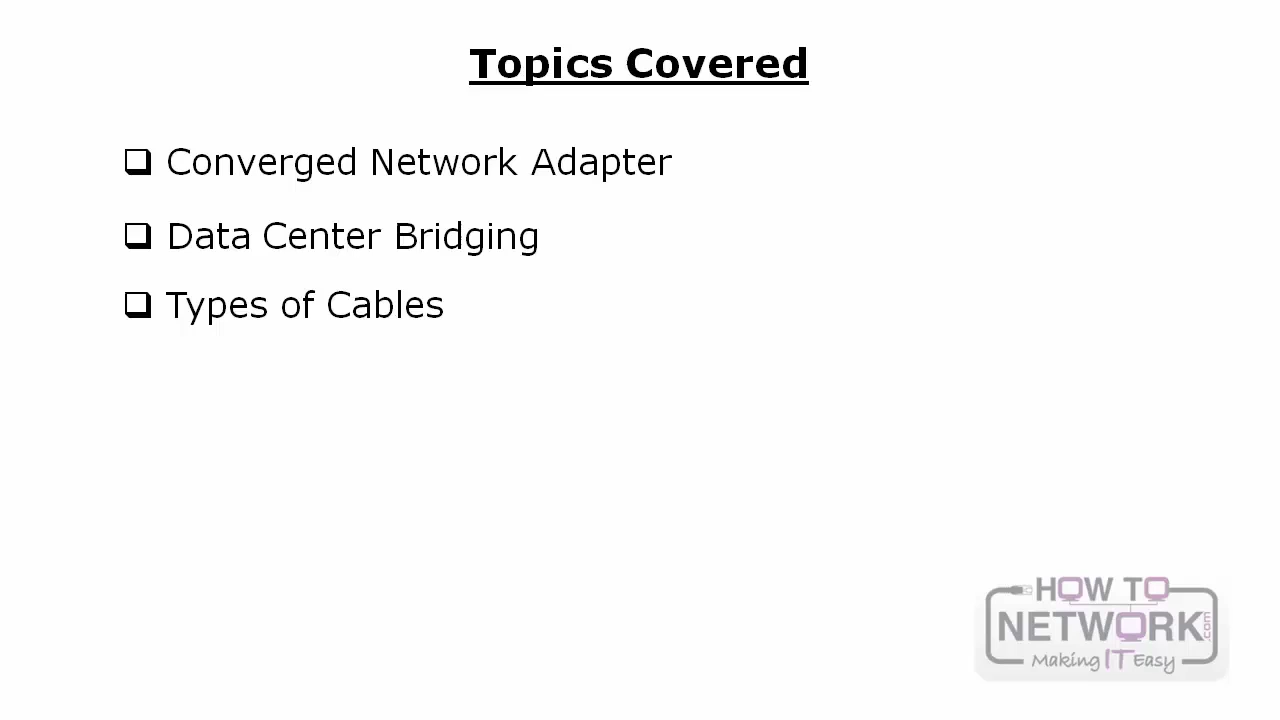 Topics Covered
Converged Network Adapter
Data Center Bridging
Types of Cables
HOW TO
NETWORK.com
Making IT Easy